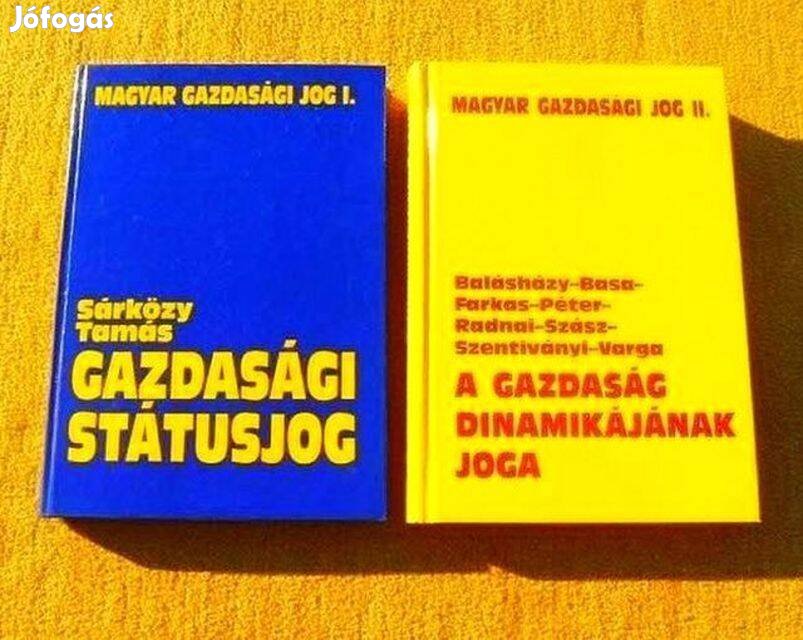 Jófogás
MAGYAR GAZDASÁGI JOG I.
Sárközy
Tamás
GAZDASÁGI
STÁTUSJOG
MAGYAR GAZDASÁGI JOG II.
Balásházy-Basa-
Farkas-Péter-
Radnai-Szász-
Szentiványi-Varga
A GAZDASÁG
DINAMIKÁJÁNAK
JOGA